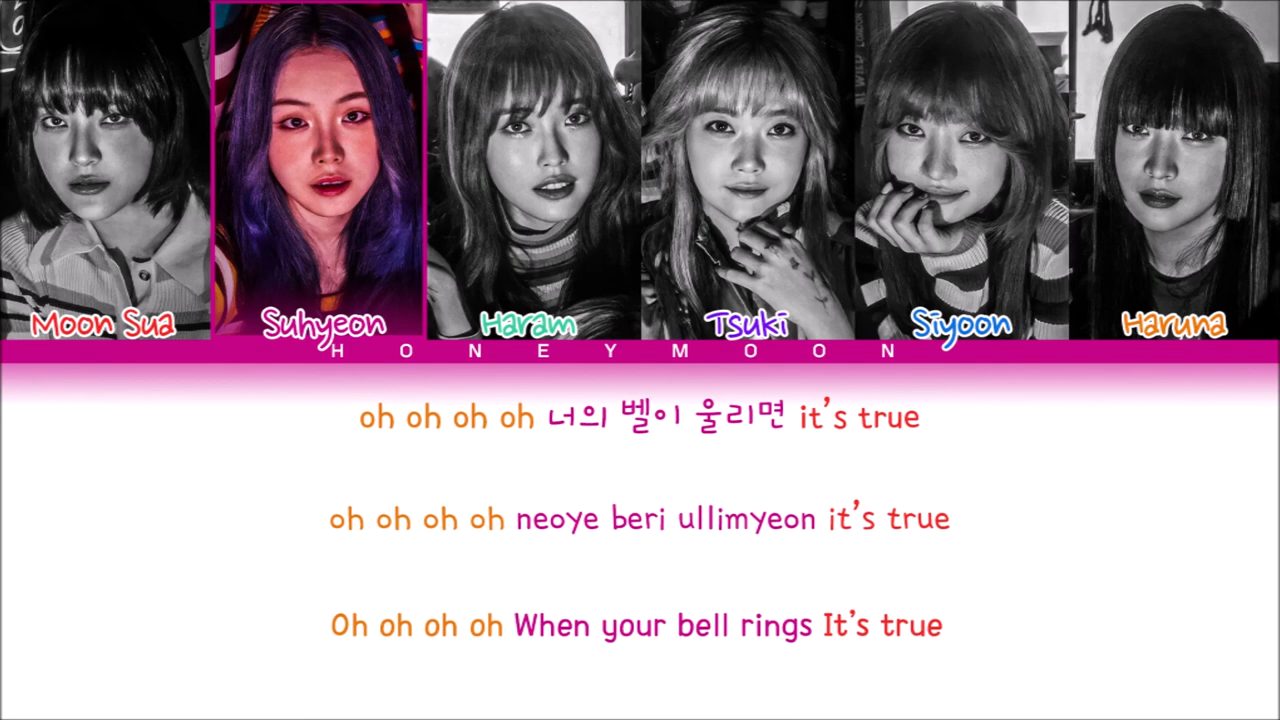 Moon Sua Suhyeon Haram Tsuki Siyoon Haruna
HONEYMOON
oh oh oh oh 너의 벨이 울리면 it's true
oh oh oh oh neoye beri ullimyeon it's true
Oh oh oh oh When your bell rings It's true